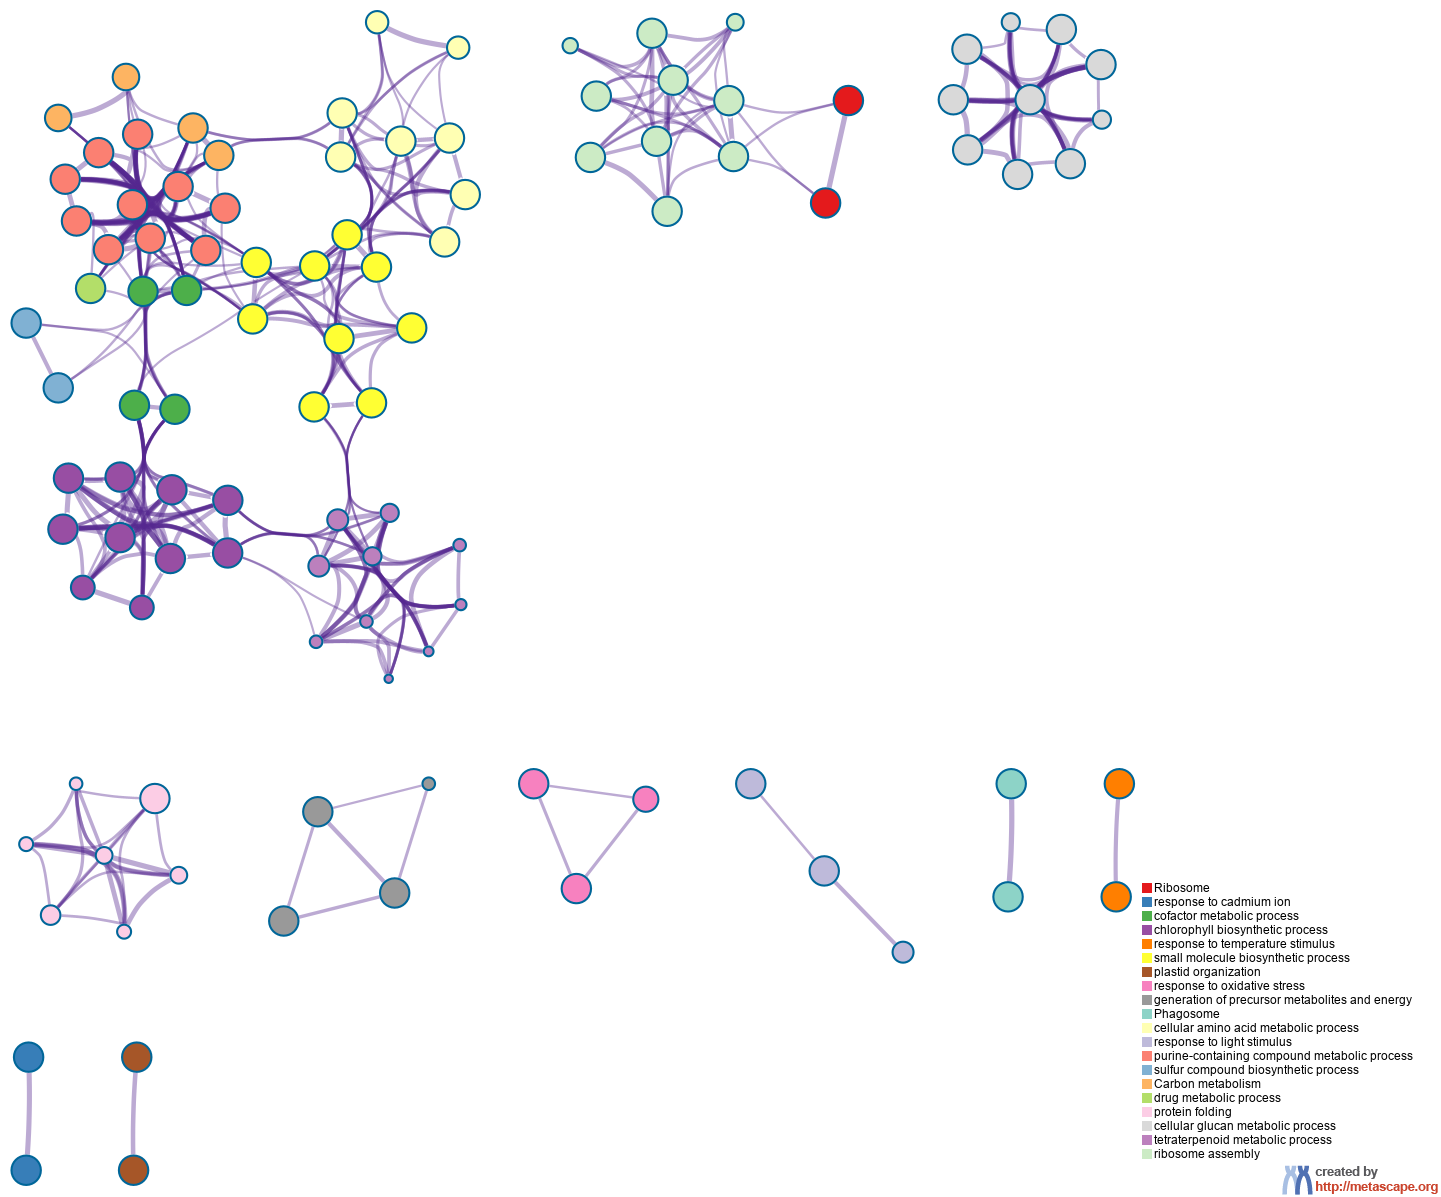 Ribosome
response to cadmium ion
cofactor metabolic process
chlorophyll biosynthetic process
response to temperature stimulus
small molecule biosynthetic process
plastid organization
response to oxidative stress
generation of precursor metabolites and energy
Phagosome
cellular amino acid metabolic process
response to light stimulus
purine-containing compound metabolic process
sulfur compound biosynthetic process
Carbon metabolism
drug metabolic process
protein folding
cellular glucan metabolic process
tetraterpenoid metabolic process
ribosome assembly
created by
http://metascape.org